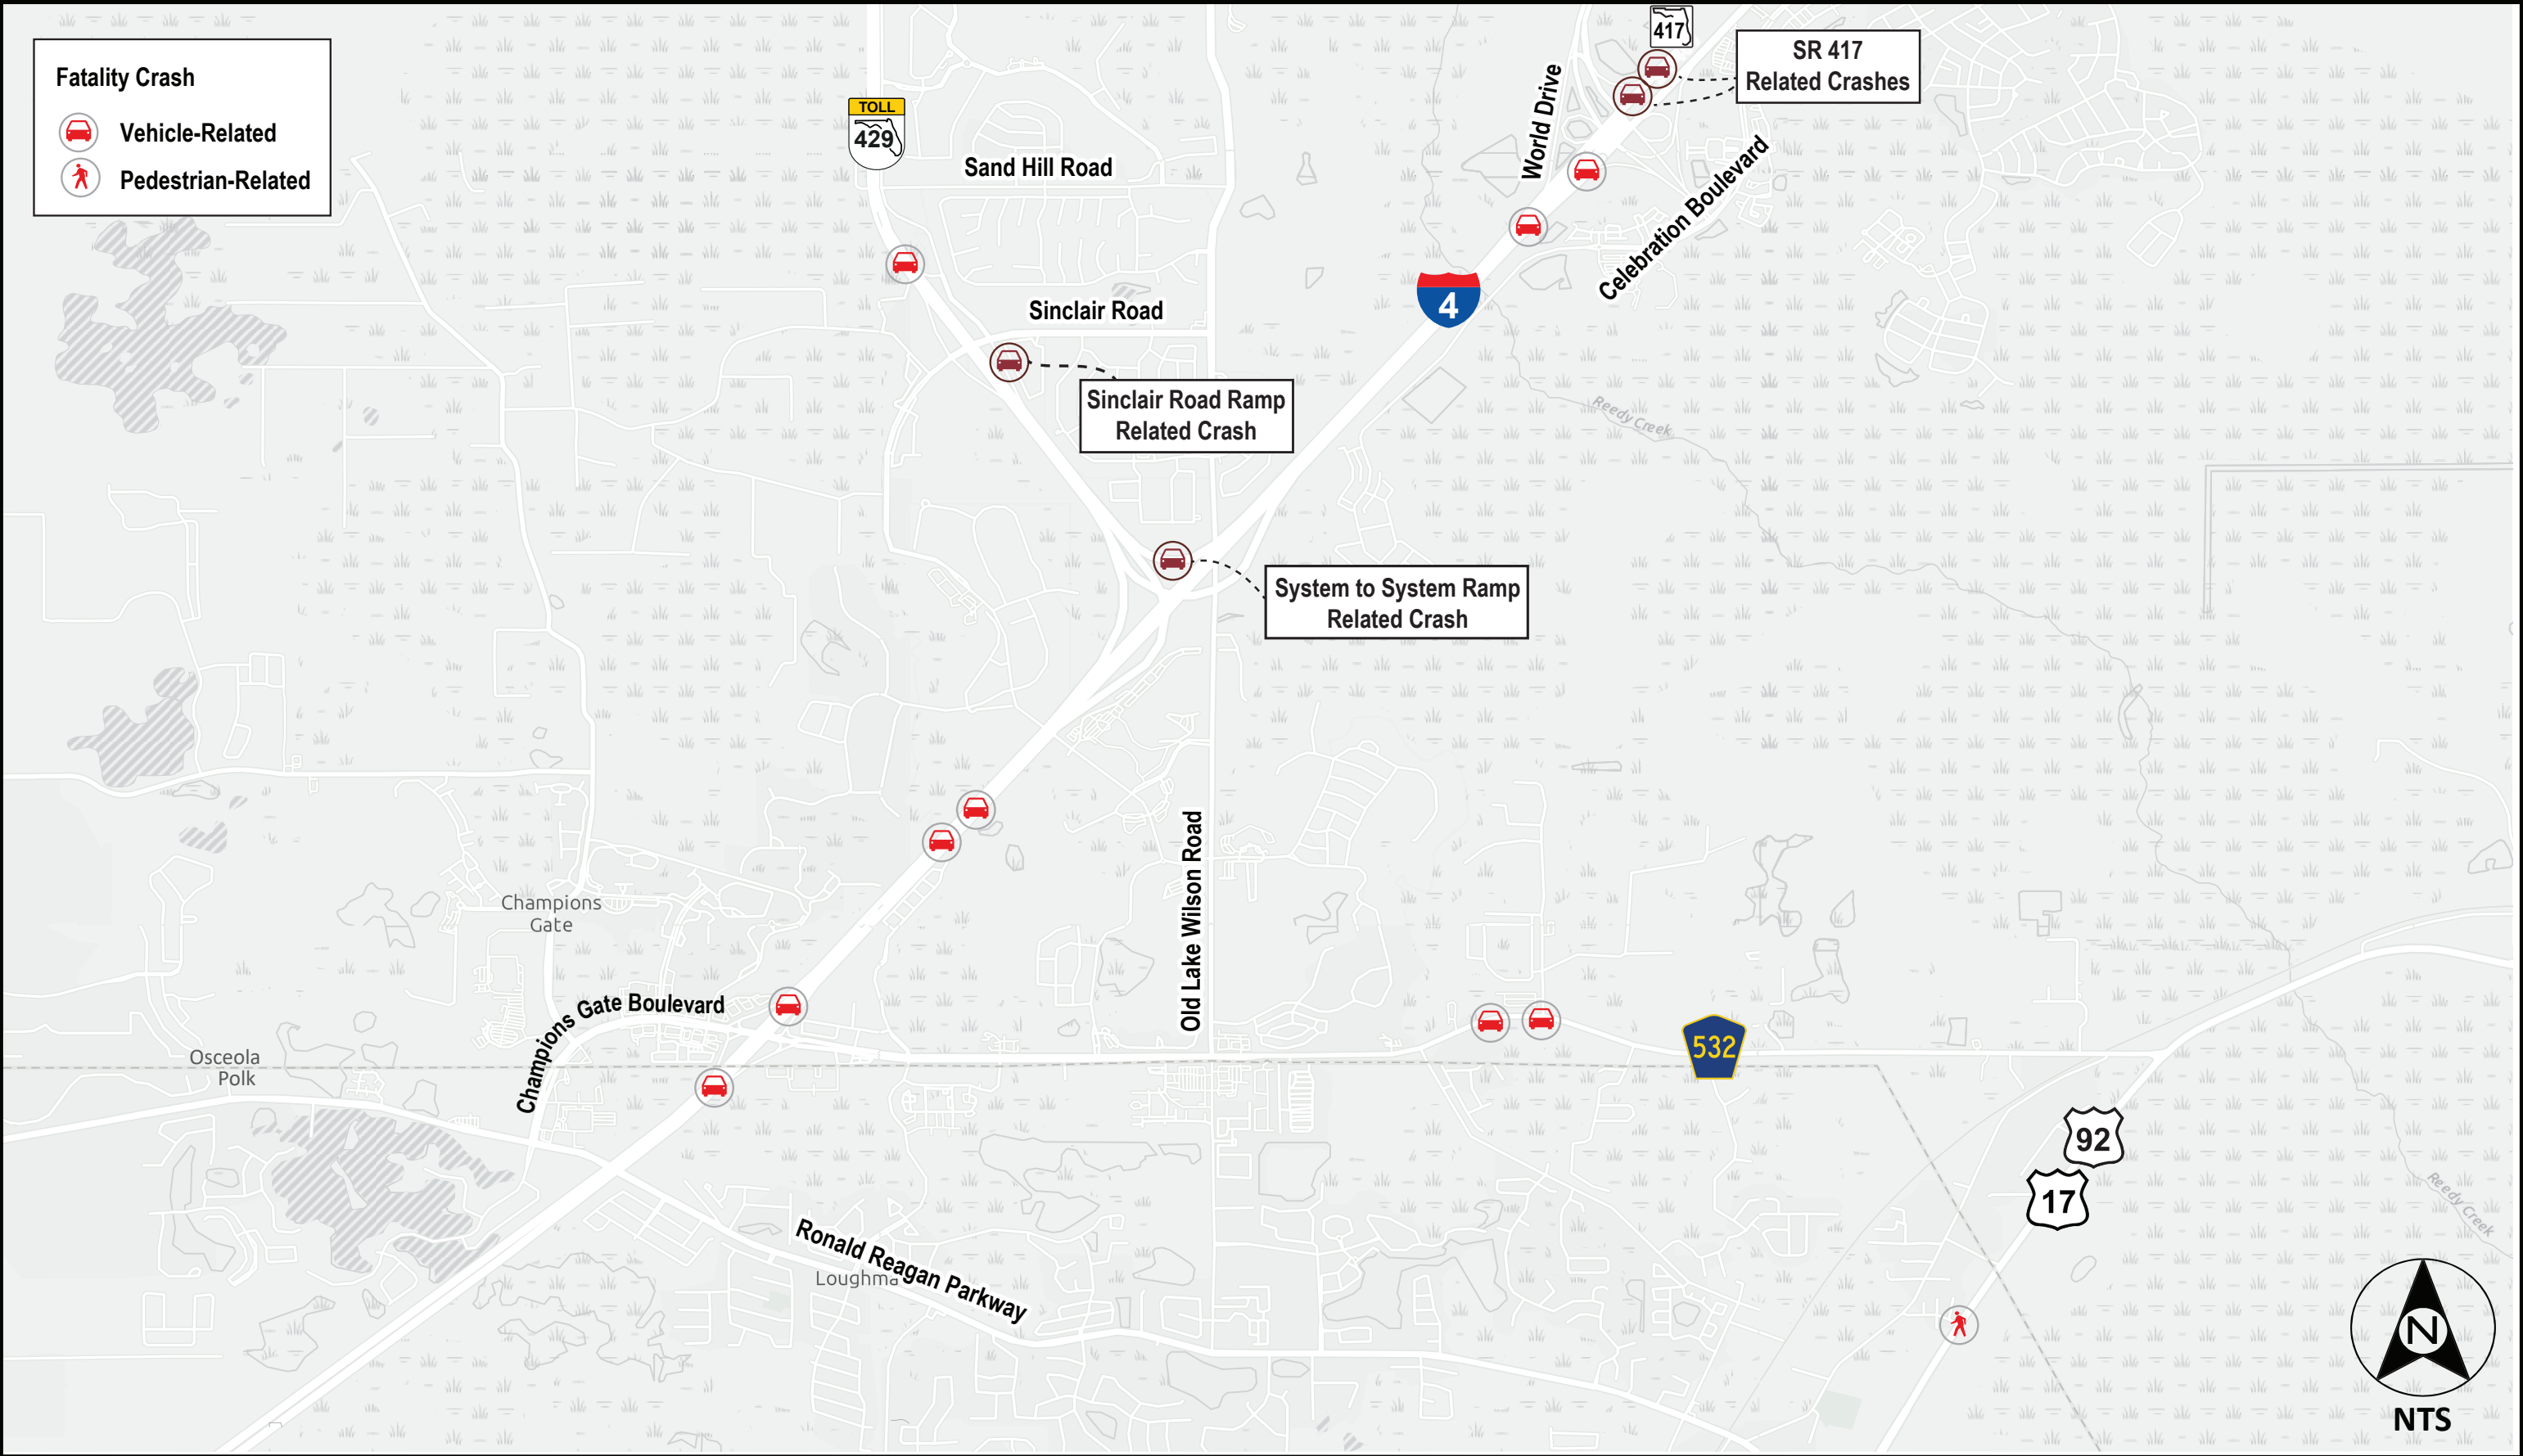 Fatality Crash
Vehicle-Related
Pedestrian-Related
417
SR 417
Related Crashes
World Drive
TOLL
429
Sand Hill Road
Celebration Boulevard
4
Sinclair Road
Sinclair Road Ramp
Related Crash
Reedy Creek
System to System Ramp
Related Crash
Old Lake Wilson Road
Champions
Gate
Champions Gate Boulevard
Osceola
Polk
532
92
17
Reedy Creek
Ronald Reagan Parkway
Loughma
N
NTS